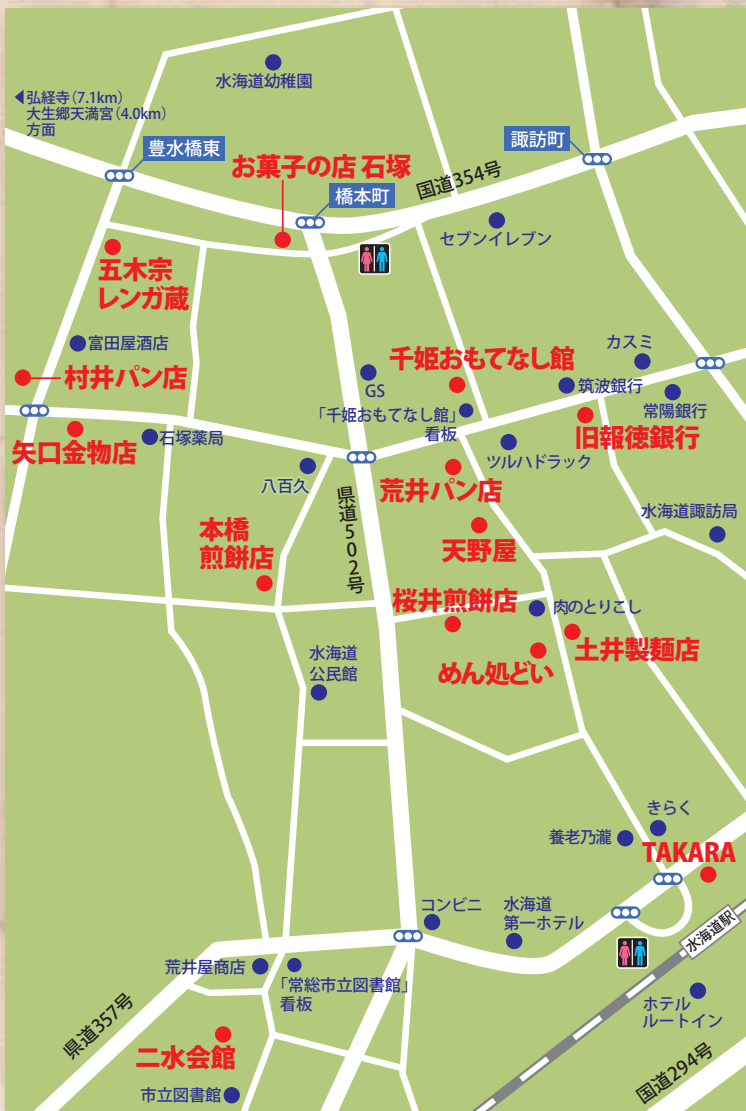 水海道幼稚園
◀弘経寺(7.1km)
大生郷天満宮(4.0km)
方面
豊水橋東
お菓子の店 石塚
諏訪町
橋本町
国道354号
セブンイレブン
五木宗
レンガ蔵
富田屋酒店
村井パン店
GS
千姫おもてなし館
カスミ
筑波銀行
常陽銀行
「千姫おもてなし館」
看板
旧報徳銀行
矢口金物店
石塚薬局
八百久
ツルハドラック
荒井パン店
県道502号
水海道諏訪局
天野屋
本橋
煎餅店
桜井煎餅店
肉のとりこし
土井製麺店
めん処どい
水海道
公民館
きらく
養老乃瀧
TAKARA
コンビニ
水海道
第一ホテル
水海道駅
荒井屋商店
「常総市立図書館」
看板
ホテル
ルートイン
県道357号
二水会館
国道294号
市立図書館